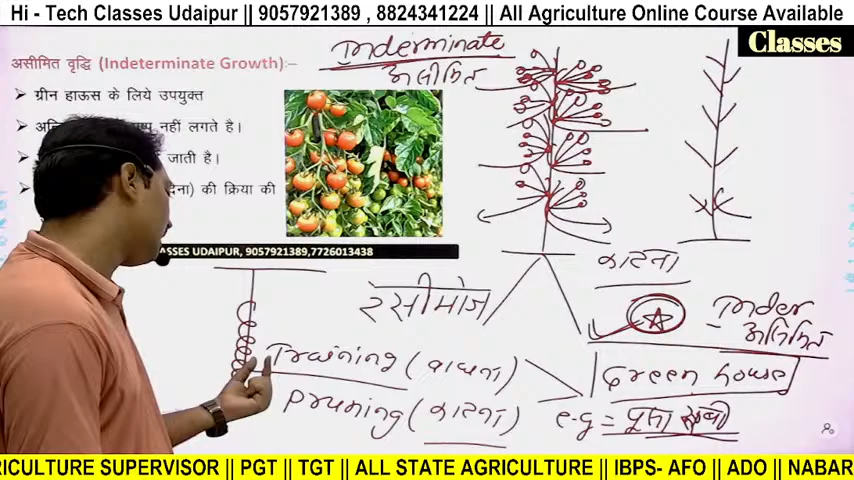 Hi - Tech Classes Udaipur || 9057921389 , 8824341224 || All Agriculture Online Course Available
Classes
Inderminate
असीमित
असीमित वृद्धि (Indeterminate Growth):–
ग्रीन हाऊस के लिये उपयुक्त
नहीं लगते है।
जाती है।
की क्रिया की
ASSES UDAIPUR, 9057921389,7726013438
काटना
रेसीमोज
Inder
असिमित
Training (बांधना)
Green house
Pruning (काटना)
e.g = पूसा रूबी
RICULTURE SUPERVISOR || PGT || TGT || ALL STATE AGRICULTURE || IBPS- AFO || ADO || NABAR